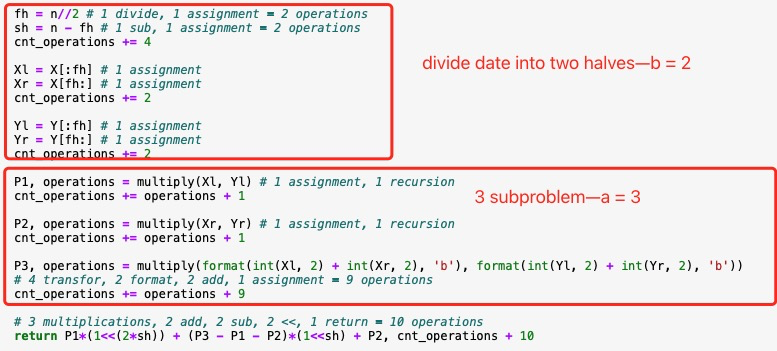 fh = n//2 # 1 divide, 1 assignment = 2 operations
sh = n - fh # 1 sub, 1 assignment = 2 operations
cnt_operations += 4
Xl = X[:fh] # 1 assignment
Xr = X[fh:] # 1 assignment
cnt_operations += 2
divide date into two halves—b = 2
Yl = Y[:fh] # 1 assignment
Yr = Y[fh:] # 1 assignment
cnt_operations += 2
P1, operations = multiply(Xl, Yl) # 1 assignment, 1 recursion
cnt_operations += operations + 1
3 subproblem—a = 3
P2, operations = multiply(Xr, Yr) # 1 assignment, 1 recursion
cnt_operations += operations + 1
P3, operations = multiply(format(int(Xl, 2) + int(Xr, 2), 'b'), format(int(Yl, 2) + int(Yr, 2), 'b'))
# 4 transfor, 2 format, 2 add, 1 assignment = 9 operations
cnt_operations += operations + 9
# 3 multiplications, 2 add, 2 sub, 2 <<, 1 return = 10 operations
return P1*(1<<(2*sh)) + (P3 - P1 - P2)*(1<<sh) + P2, cnt_operations + 10